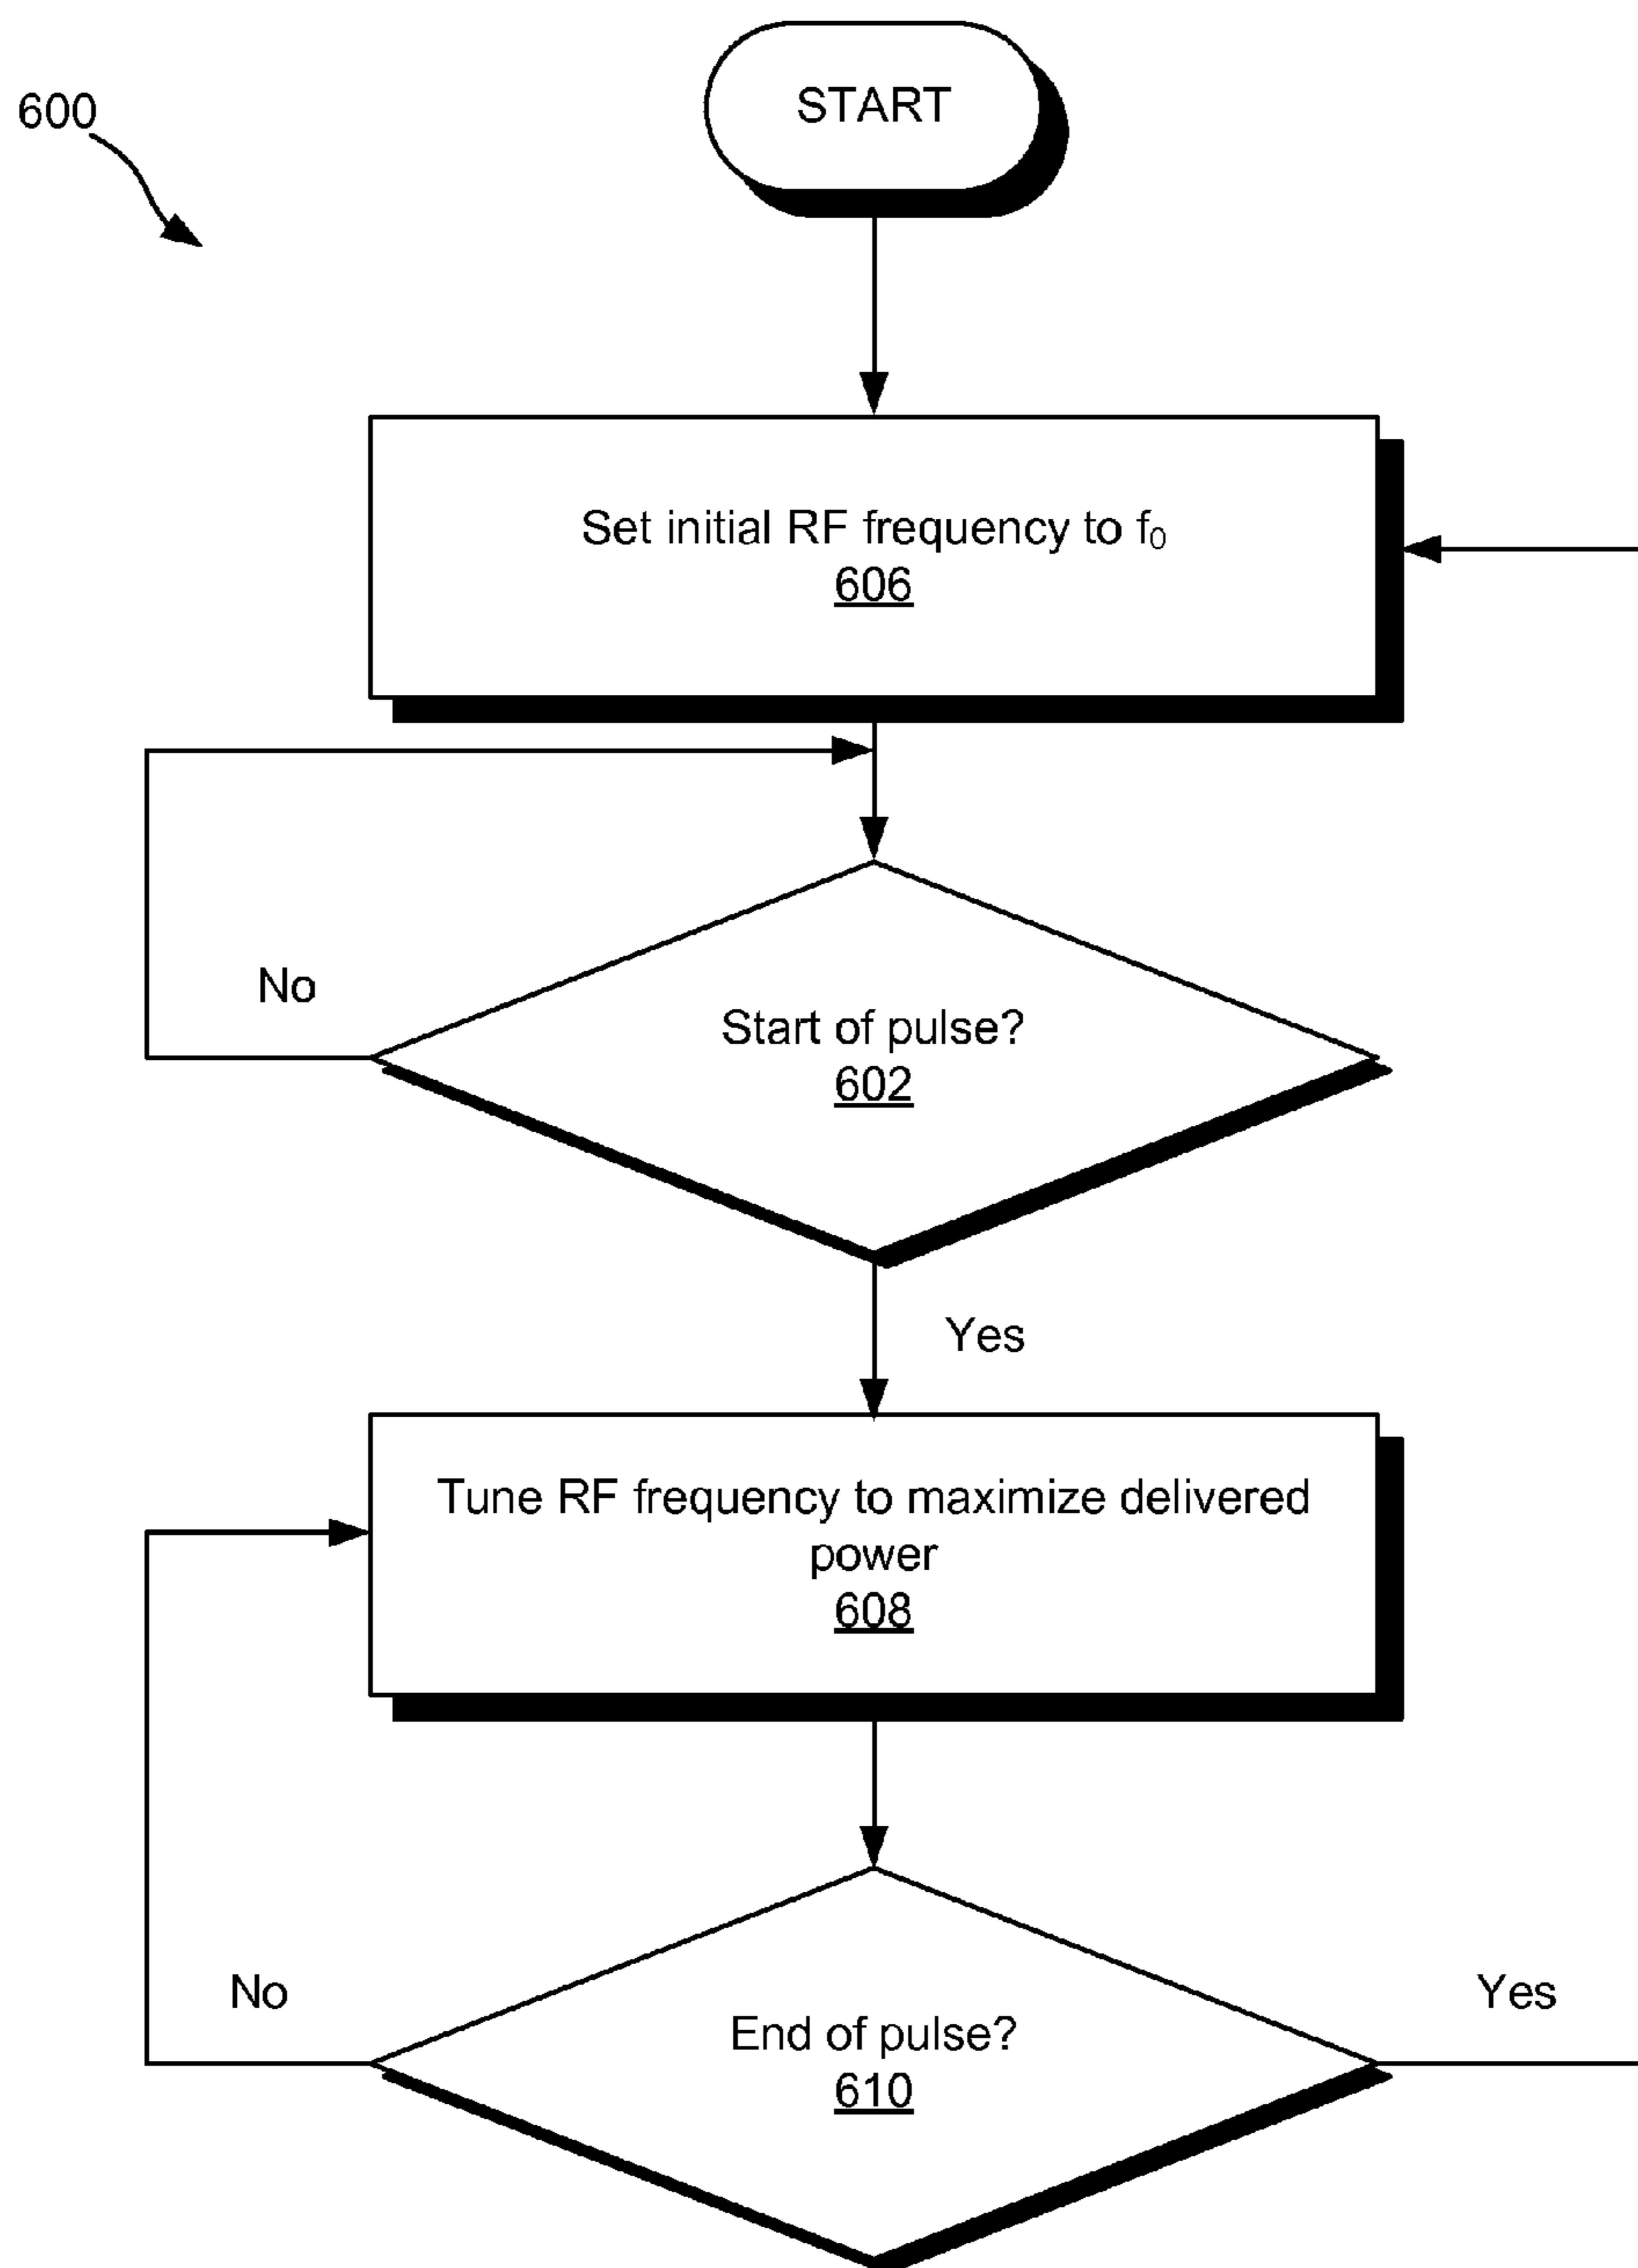 600
START
Set initial RF frequency to f₀
606
No
Start of pulse?
602
Yes
Tune RF frequency to maximize delivered
power
608
No
Yes
End of pulse?
610